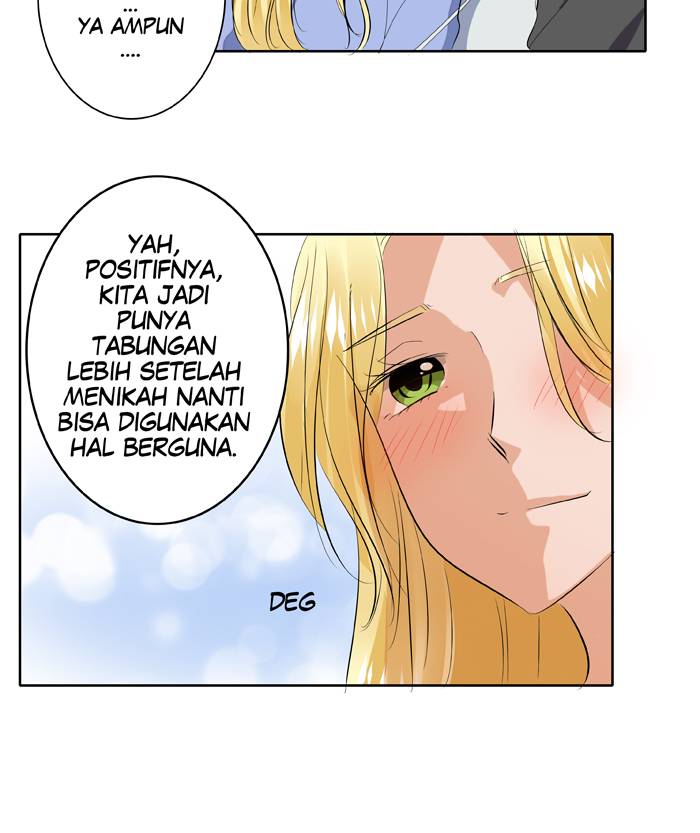 ...
YA AMPUN
....
YAH,
POSITIFNYA,
KITA JADI
PUNYA
TABUNGAN
LEBIH SETELAH
MENIKAH NANTI
BISA DIGUNAKAN
HAL BERGUNA.
DEG